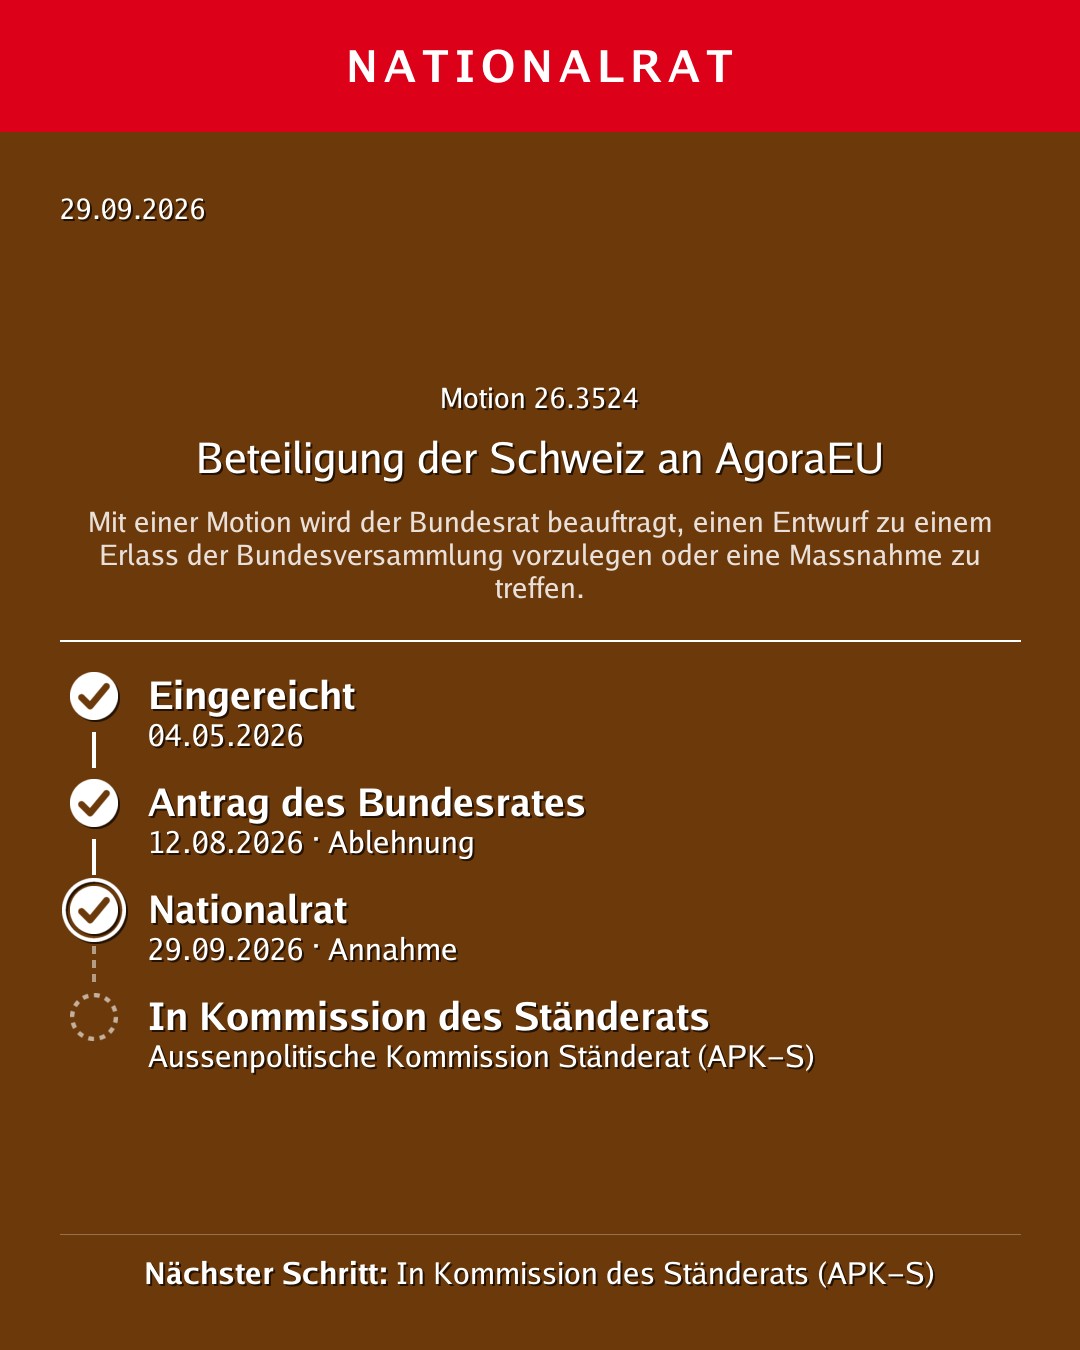 NATIONALRAT
29.09.2026
Motion 26.3524
Beteiligung der Schweiz an AgoraEU
Mit einer Motion wird der Bundesrat beauftragt, einen Entwurf zu einem
Erlass der Bundesversammlung vorzulegen oder eine Massnahme zu
treffen.
Eingereicht
04.05.2026
Antrag des Bundesrates
12.08.2026 · Ablehnung
Nationalrat
29.09.2026 · Annahme
In Kommission des Ständerats
Aussenpolitische Kommission Ständerat (APK-S)
Nächster Schritt: In Kommission des Ständerats (APK-S)